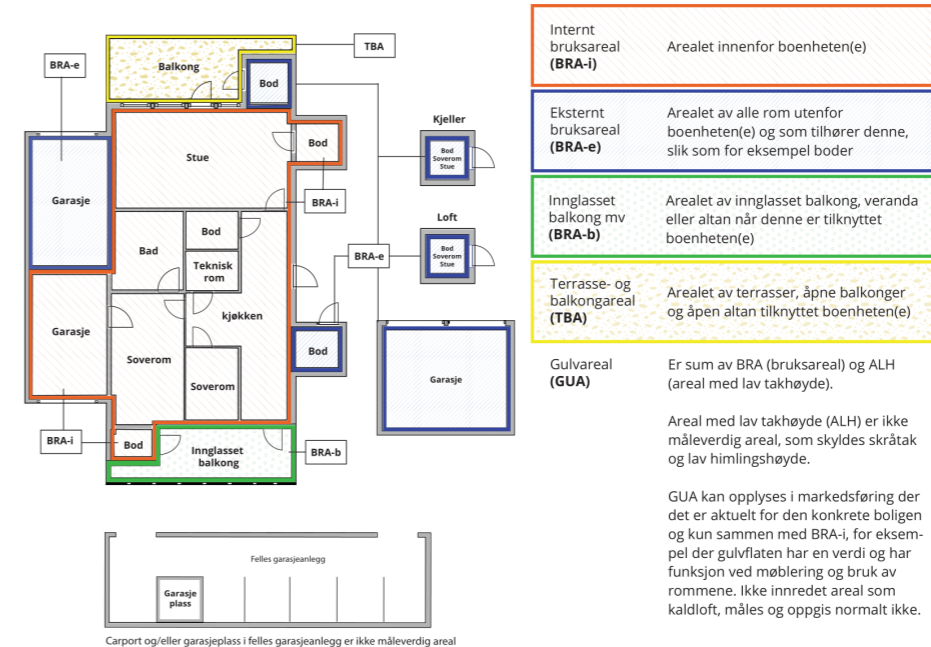 TBA
BRA-e
Balkong
Bod
Kjeller
Bod
Soverom
Stue
Stue
Bod
BRA-i
Garasje
Loft
Bod
Bad
Bod
Soverom
Stue
BRA-e
Teknisk
rom
kjøkken
Garasje
Soverom
Bod
Soverom
Garasje
BRA-i
Bod
Innglasset
balkong
BRA-b
Felles garasjeanlegg
Garasje
plass
Carport og/eller garasjeplass i felles garasjeanlegg er ikke måleverdig areal
Internt
bruksareal
(BRA-i)
Arealet innenfor boenheten(e)
Eksternt
bruksareal
(BRA-e)
Arealet av alle rom utenfor
boenheten(e) og som tilhører denne,
slik som for eksempel boder
Innglasset
balkong mv
(BRA-b)
Arealet av innglasset balkong, veranda
eller altan når denne er tilknyttet
boenheten(e)
Terrasse- og
balkongareal
(TBA)
Arealet av terrasser, åpne balkonger
og åpen altan tilknyttet boenheten(e)
Gulvareal
(GUA)
Er sum av BRA (bruksareal) og ALH
(areal med lav takhøyde).
Areal med lav takhøyde (ALH) er ikke
måleverdig areal, som skyldes skråtak
og lav himlingshøyde.
GUA kan opplyses i markedsføring der
det er aktuelt for den konkrete boligen
og kun sammen med BRA-i, for eksem-
pel der gulvflaten har en verdi og har
funksjon ved møblering og bruk av
rommene. Ikke innredet areal som
kaldloft, måles og oppgis normalt ikke.